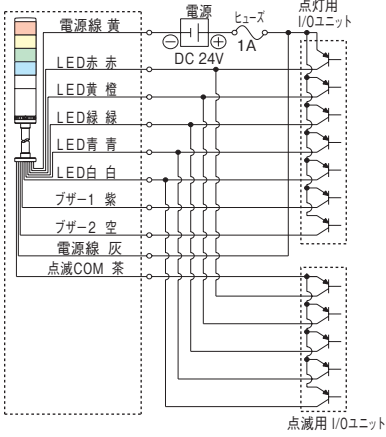 点灯用
I/Oユニット
電源
ヒューズ
電源線 黄
－ ＋
1A
DC 24V
LED赤 赤
LED黄 橙
LED緑 緑
LED青 青
LED白 白
ブザー1 紫
ブザー2 空
電源線 灰
点滅COM 茶
点滅用 I/Oユニット